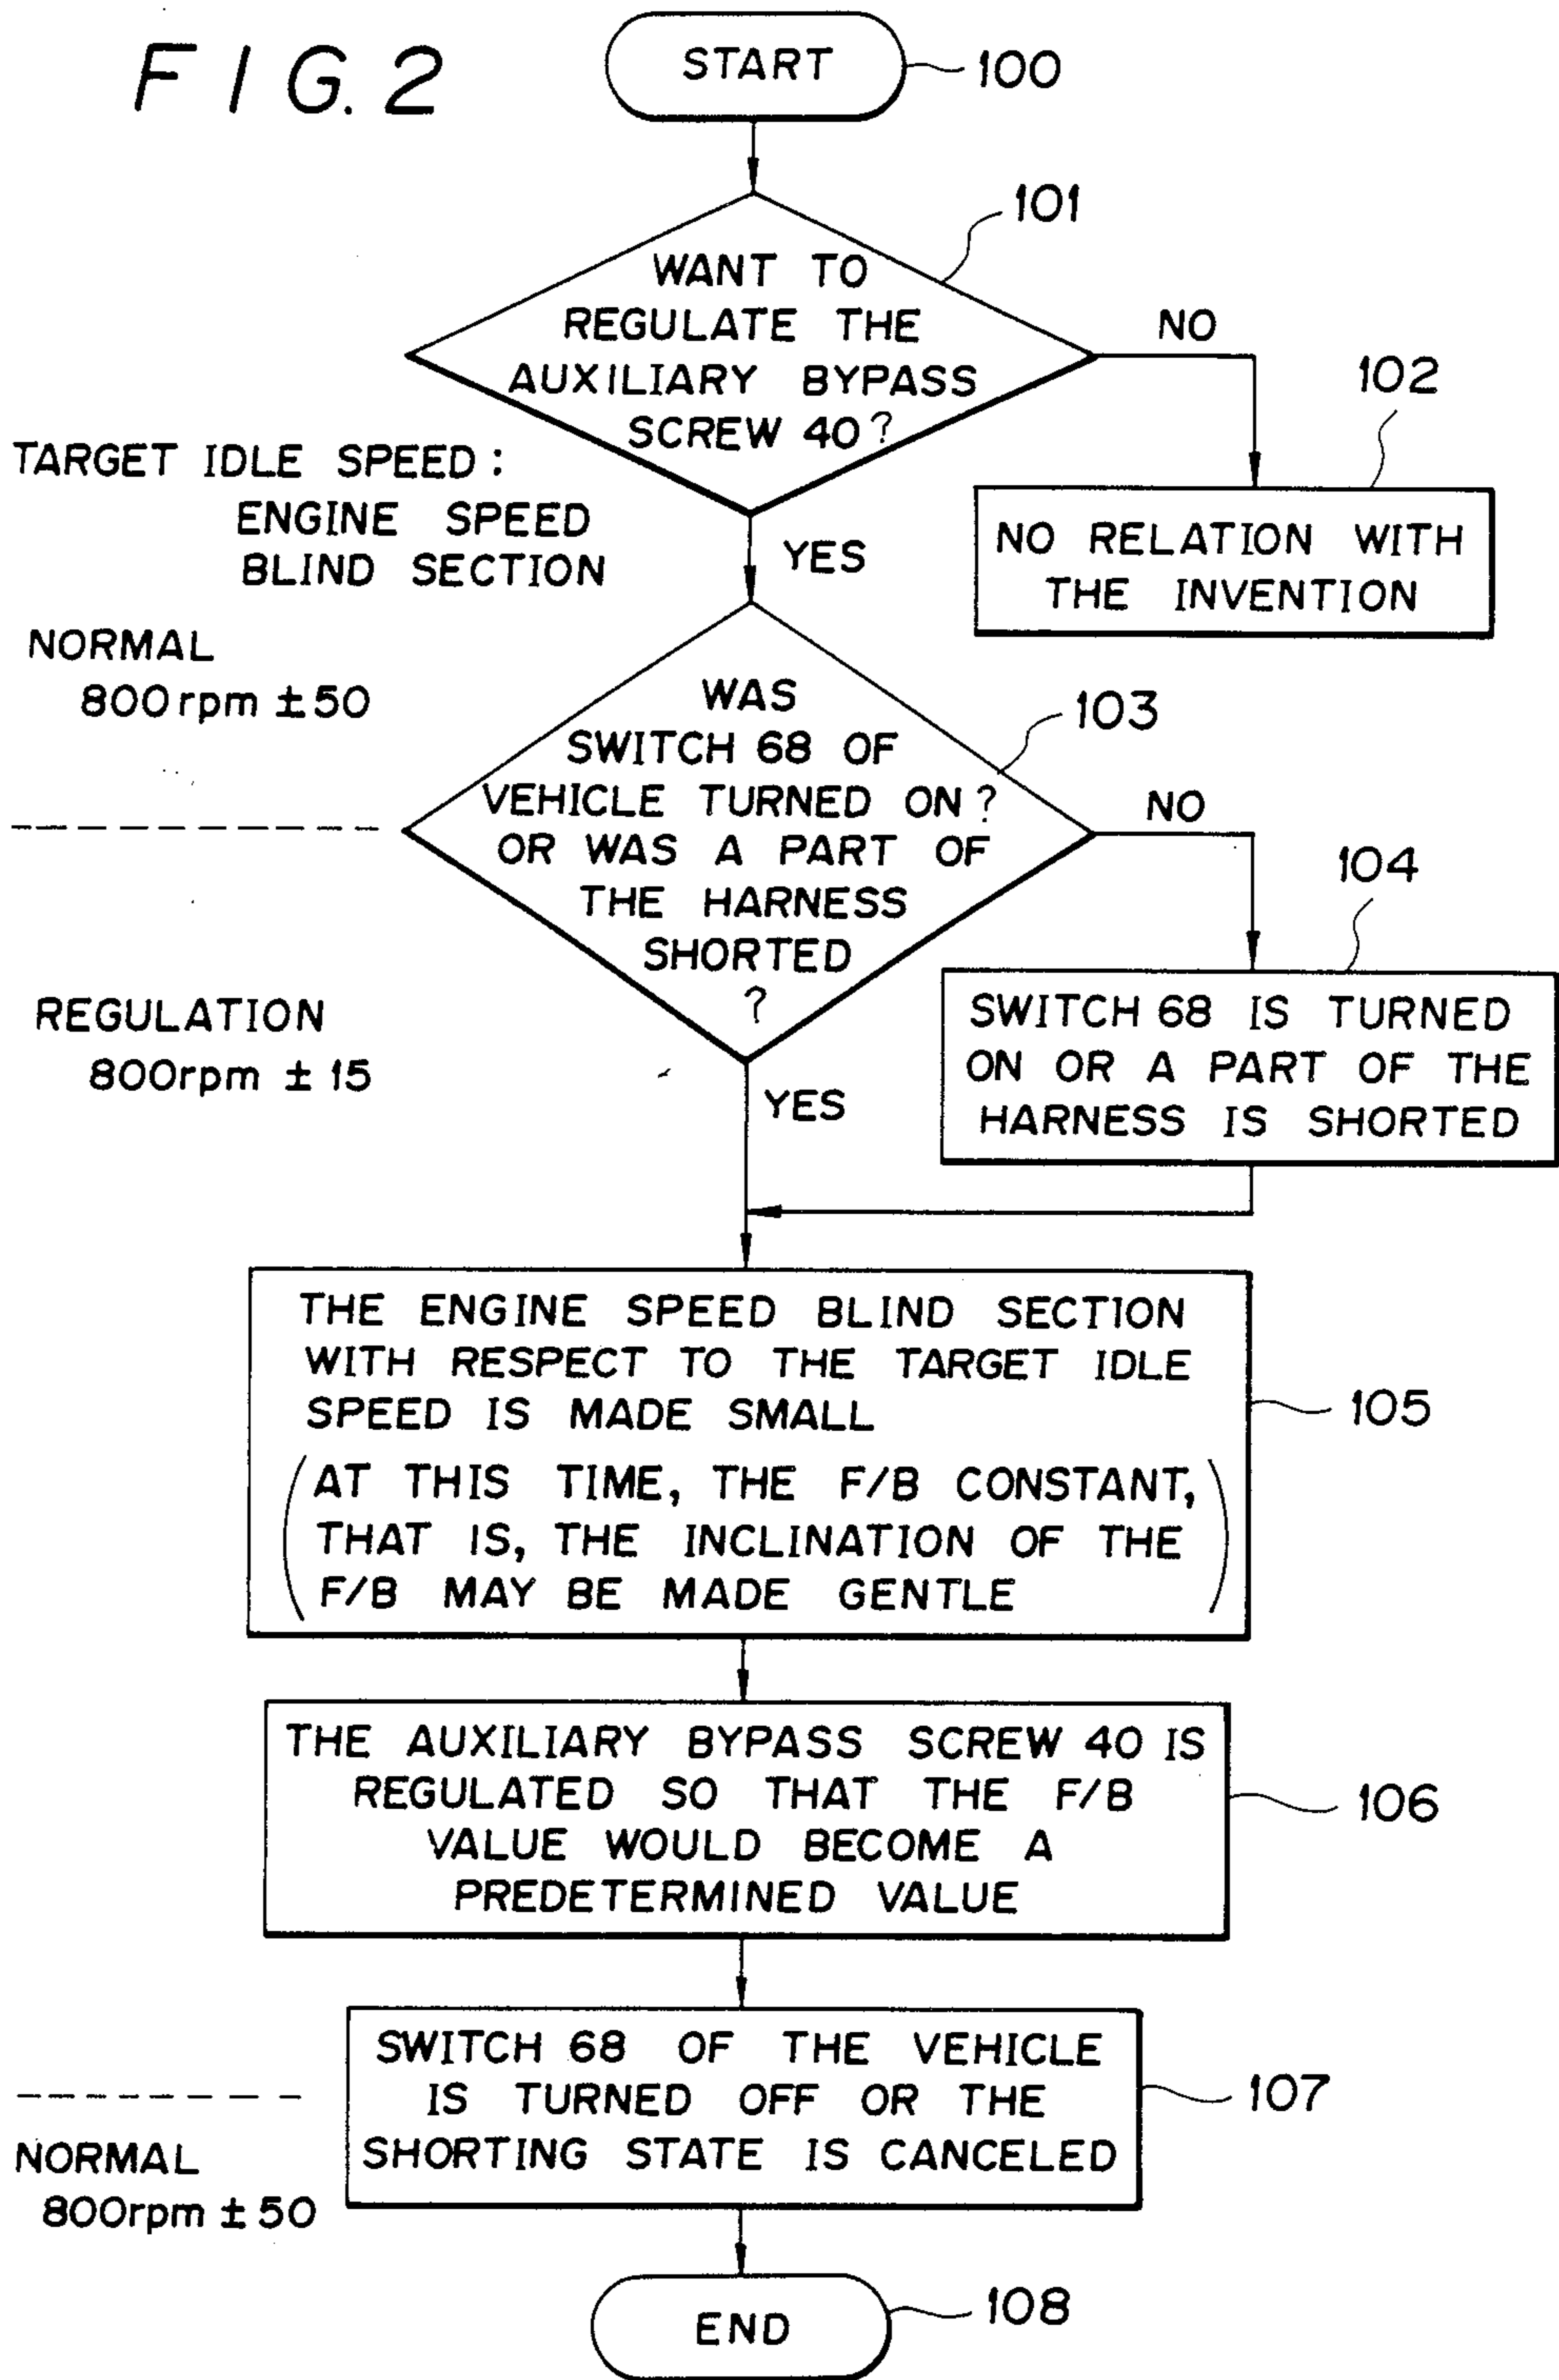 FIG. 2
START
100
101
WANT TO
REGULATE THE
AUXILIARY BYPASS
SCREW 40?
NO
102
NO RELATION WITH
THE INVENTION
TARGET IDLE SPEED:
ENGINE SPEED
BLIND SECTION
YES
NORMAL
800rpm ±50
103
WAS
SWITCH 68 OF
VEHICLE TURNED ON?
OR WAS A PART OF
THE HARNESS
SHORTED
?
NO
104
SWITCH 68 IS TURNED
ON OR A PART OF THE
HARNESS IS SHORTED
REGULATION
800rpm ± 15
YES
THE ENGINE SPEED BLIND SECTION
WITH RESPECT TO THE TARGET IDLE
SPEED IS MADE SMALL
(AT THIS TIME, THE F/B CONSTANT,
THAT IS, THE INCLINATION OF THE
F/B MAY BE MADE GENTLE)
105
THE AUXILIARY BYPASS SCREW 40 IS
REGULATED SO THAT THE F/B
VALUE WOULD BECOME A
PREDETERMINED VALUE
106
SWITCH 68 OF THE VEHICLE
IS TURNED OFF OR THE
SHORTING STATE IS CANCELED
107
NORMAL
800rpm ±50
END
108